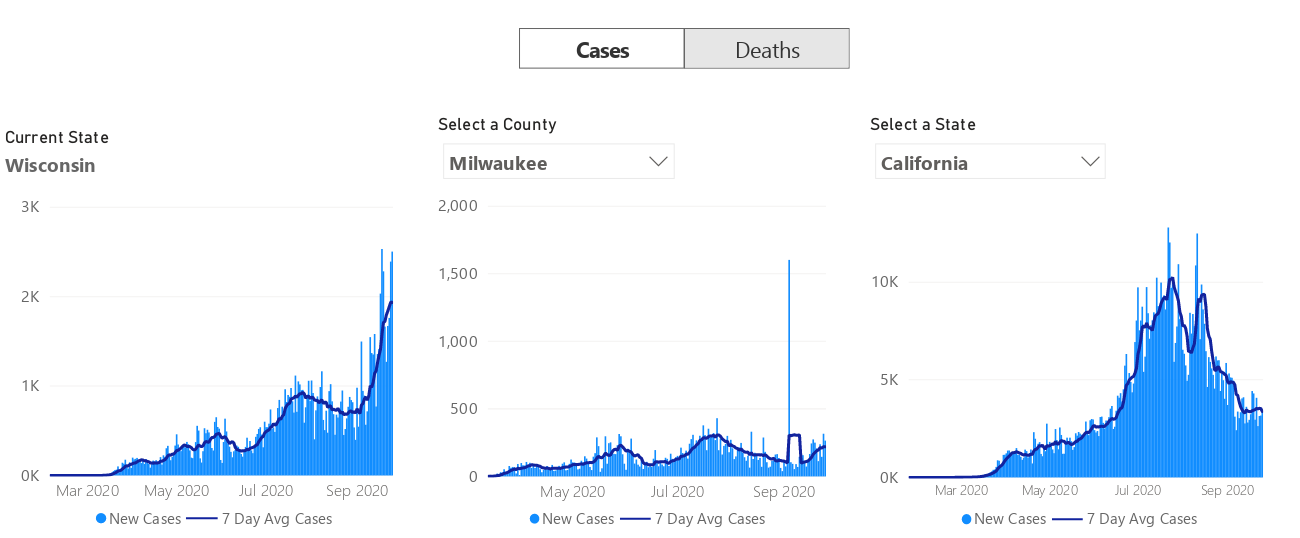 Cases Deaths
Current State
Wisconsin
3K
2K
1K
0K
Mar 2020 May 2020 Jul 2020 Sep 2020
New Cases 7 Day Avg Cases
Select a County
Milwaukee
2,000
1,500
1,000
500
0
May 2020 Jul 2020 Sep 2020
New Cases 7 Day Avg Cases
Select a State
California
10K
5K
0K
Mar 2020 May 2020 Jul 2020 Sep 2020
New Cases 7 Day Avg Cases